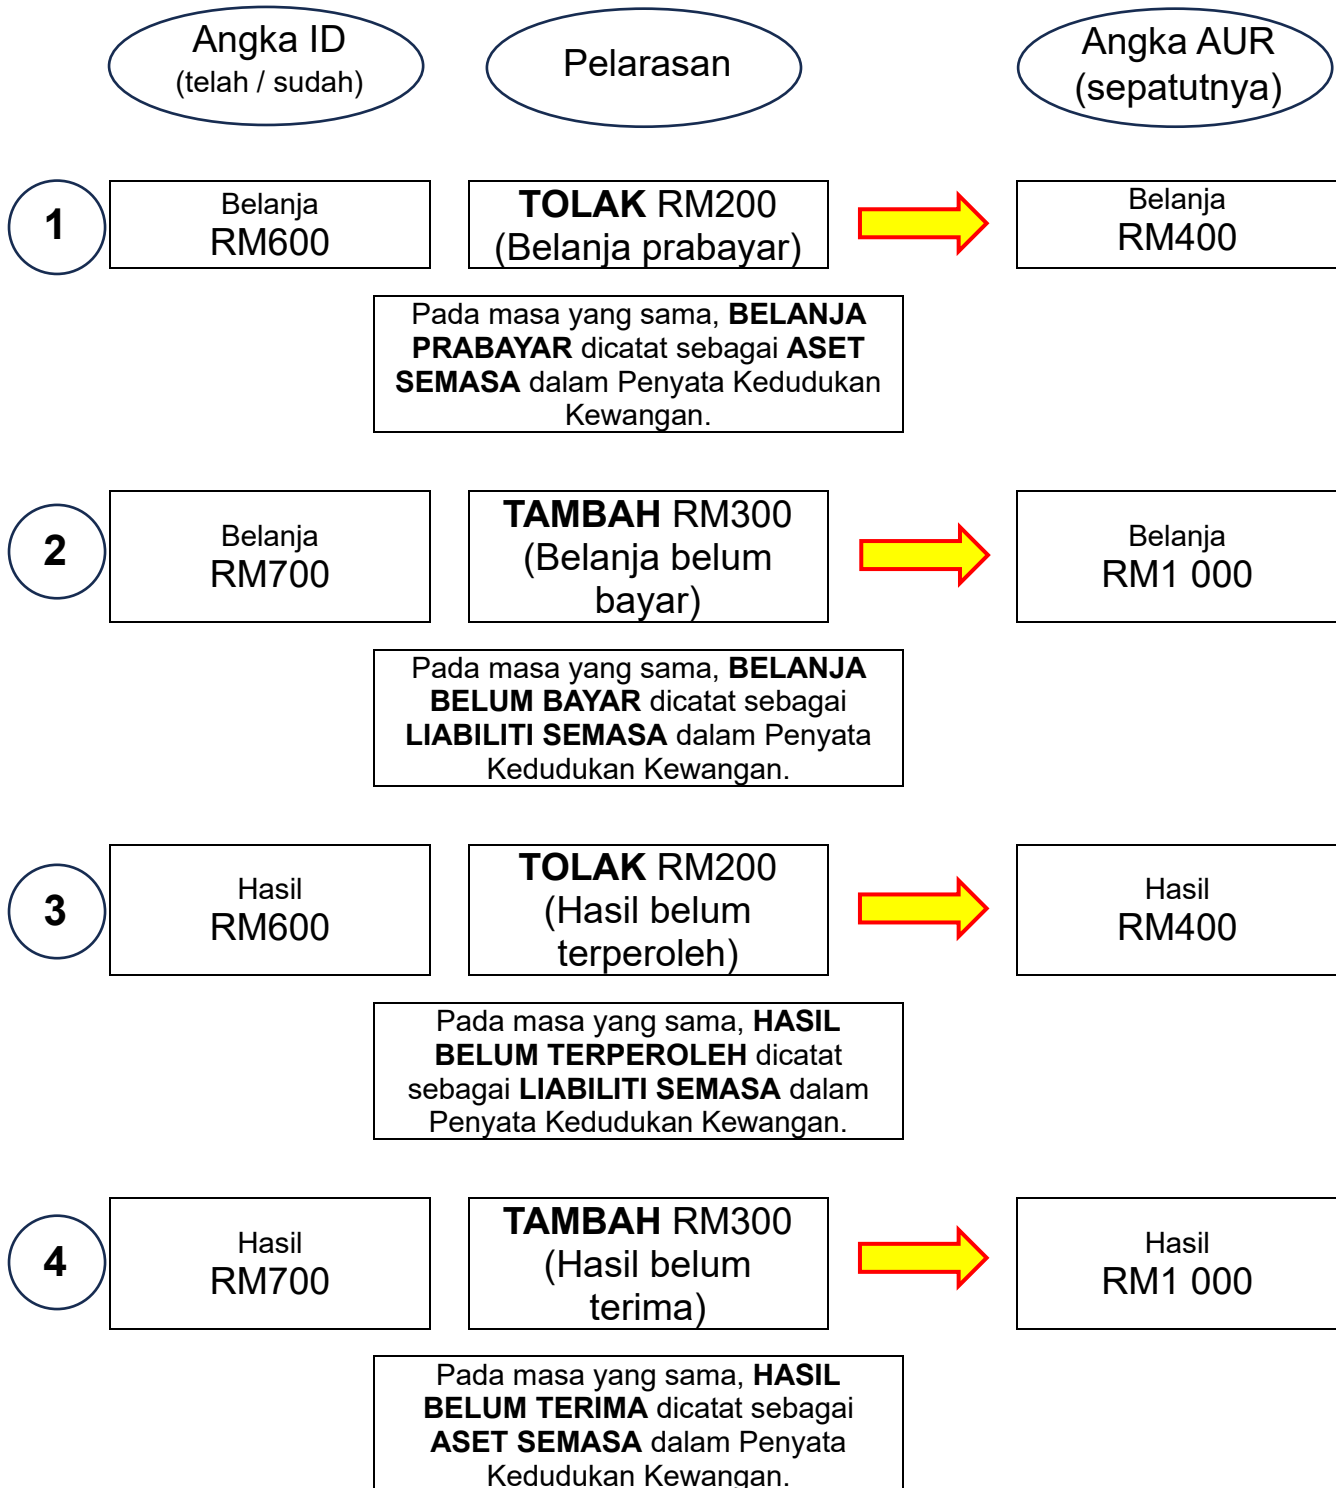 Angka ID
(telah / sudah)
Pelarasan
Angka AUR
(sepatutnya)
1
Belanja
RM600
TOLAK RM200
(Belanja prabayar)
Belanja
RM400
Pada masa yang sama, BELANJA
PRABAYAR dicatat sebagai ASET
SEMASA dalam Penyata Kedudukan
Kewangan.
2
Belanja
RM700
TAMBAH RM300
(Belanja belum
bayar)
Belanja
RM1 000
Pada masa yang sama, BELANJA
BELUM BAYAR dicatat sebagai
LIABILITI SEMASA dalam Penyata
Kedudukan Kewangan.
3
Hasil
RM600
TOLAK RM200
(Hasil belum
terperoleh)
Hasil
RM400
Pada masa yang sama, HASIL
BELUM TERPEROLEH dicatat
sebagai LIABILITI SEMASA dalam
Penyata Kedudukan Kewangan.
4
Hasil
RM700
TAMBAH RM300
(Hasil belum
terima)
Hasil
RM1 000
Pada masa yang sama, HASIL
BELUM TERIMA dicatat sebagai
ASET SEMASA dalam Penyata
Kedudukan Kewangan.